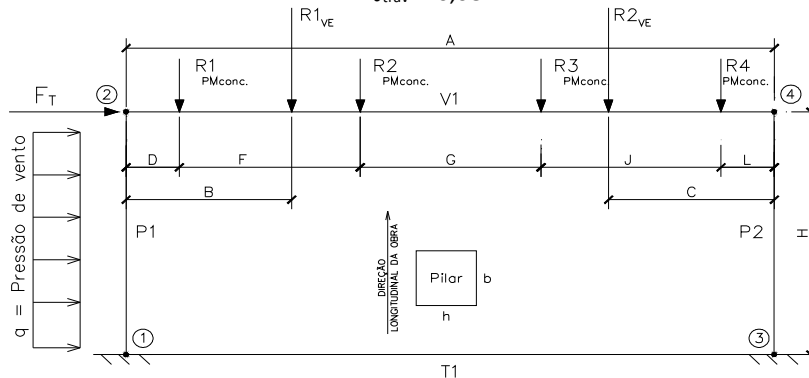 R1VE
R2VE
A
R1
PMconc.
R2
PMconc.
R3
PMconc.
R4
PMconc.
FT
2
V1
4
D
F
G
J
L
B
C
q = Pressão de vento
P1
DIREÇÃO
LONGITUDINAL DA OBRA
Pilar
b
h
P2
H
1
3
T1